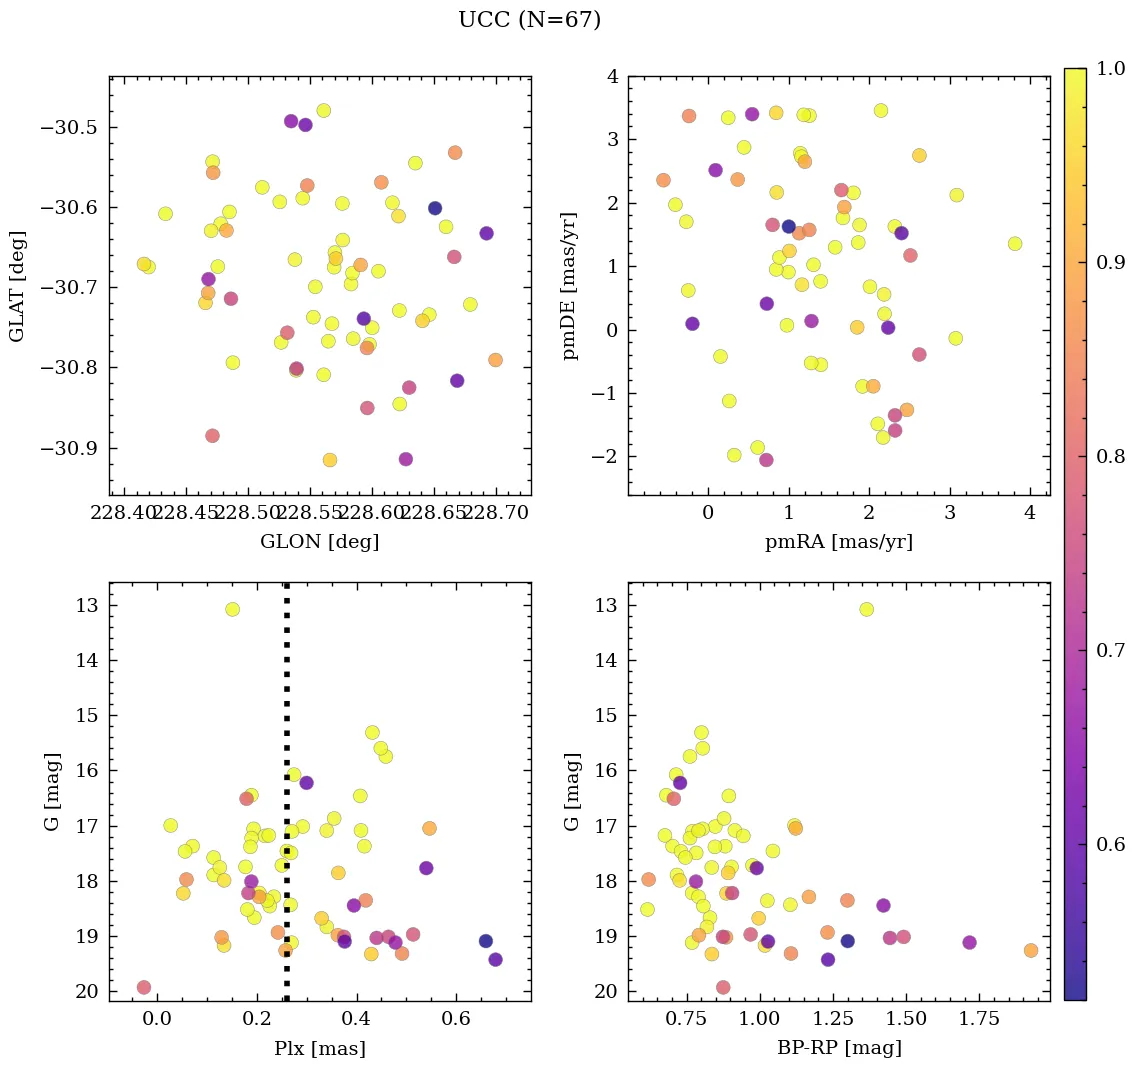 UCC (N=67)
−30.5
−30.6
−30.7
−30.8
−30.9
GLAT [deg]
228.40 228.45 228.50 228.55 228.60 228.65 228.70
GLON [deg]
4
3
2
1
0
−1
−2
pmDE [mas/yr]
0 1 2 3 4
pmRA [mas/yr]
1.0
0.9
0.8
0.7
0.6
13
14
15
16
17
18
19
20
G [mag]
0.0 0.2 0.4 0.6
Plx [mas]
13
14
15
16
17
18
19
20
G [mag]
0.75 1.00 1.25 1.50 1.75
BP-RP [mag]